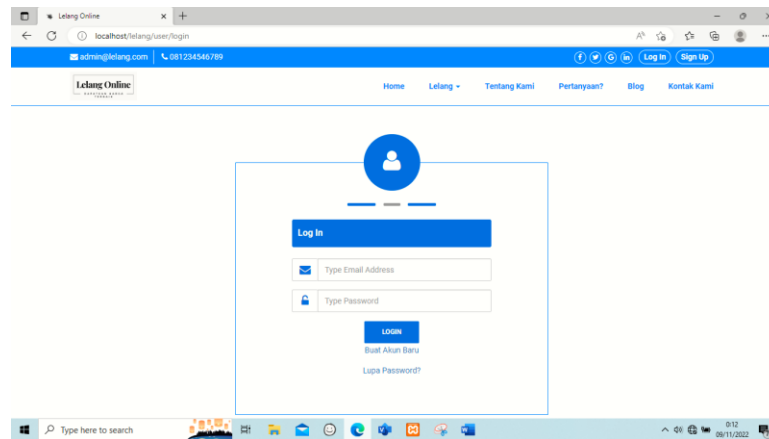 Lelang Online
localhost/lelang/user/login
admin@lelang.com
081234546789
Log In
Sign Up
Lelang Online
Home
Lelang
Tentang Kami
Pertanyaan?
Blog
Kontak Kami
Log In
Type Email Address
Type Password
LOGIN
Buat Akun Baru
Lupa Password?
Type here to search
0:12
09/11/2022